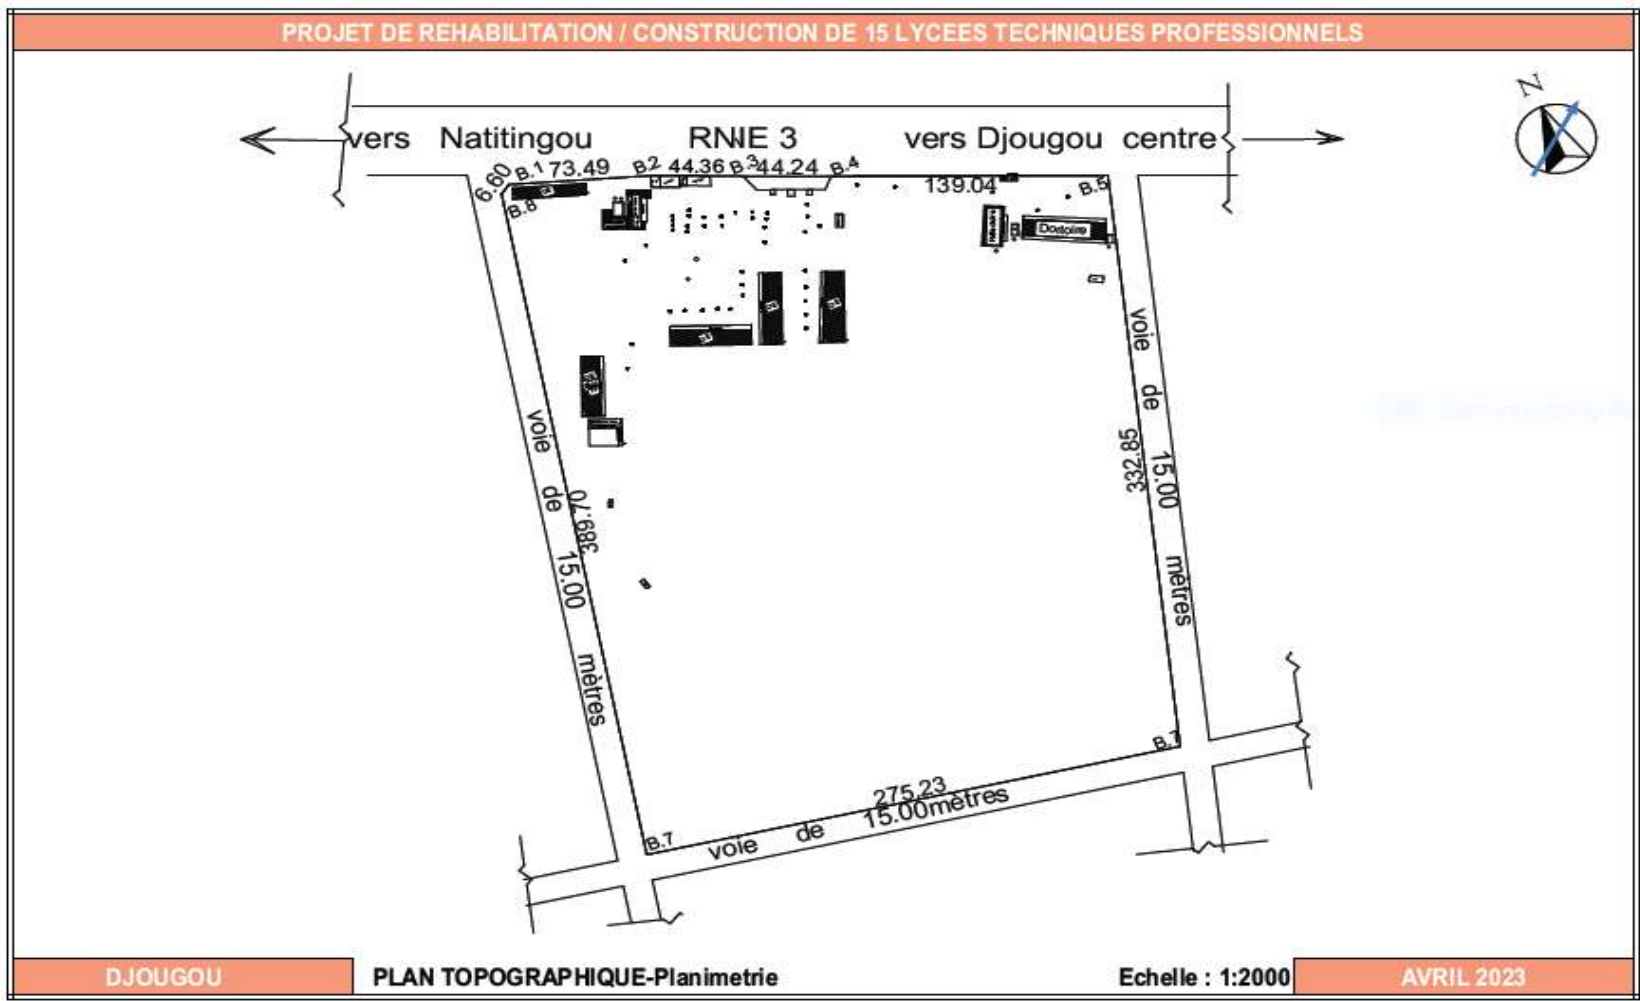 PROJET DE REHABILITATION / CONSTRUCTION DE 15 LYCEES TECHNIQUES PROFESSIONNELS
N
vers Natitingou RNIE 3 vers Djougou centre
6.60 B.1 73.49 B.2 44.36 B.3 44.24 B.4 139.04 B.5
B.8
Dortoire
voie de 15.00 mètres
332.85
voie de 15.00 mètres
389.70
B.7
275.23
B.7
voie de 15.00mètres
DJOUGOU PLAN TOPOGRAPHIQUE-Planimetrie Echelle : 1:2000 AVRIL 2023